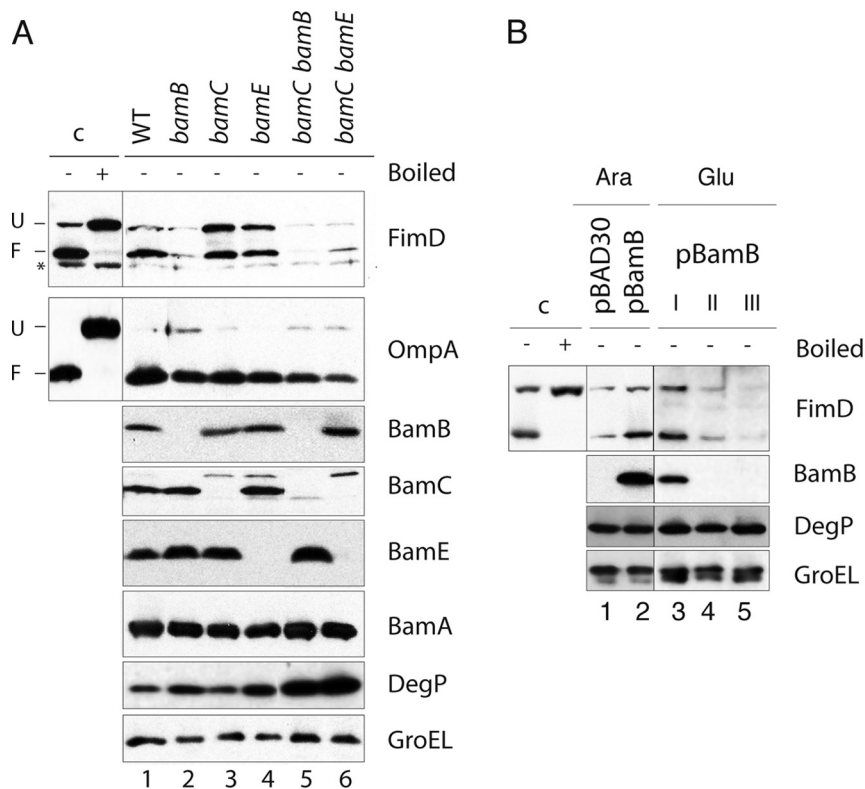 A
c
WT
bamB
bamC
bamE
bamC bamB
bamC bamE
- + - - - - - - Boiled
U –
F –
*
FimD
U –
F –
OmpA
BamB
BamC
BamE
BamA
DegP
GroEL
1 2 3 4 5 6
B
Ara Glu
c
pBAD30
pBamB
pBamB
I II III
- + - - - - - Boiled
FimD
BamB
DegP
GroEL
1 2 3 4 5